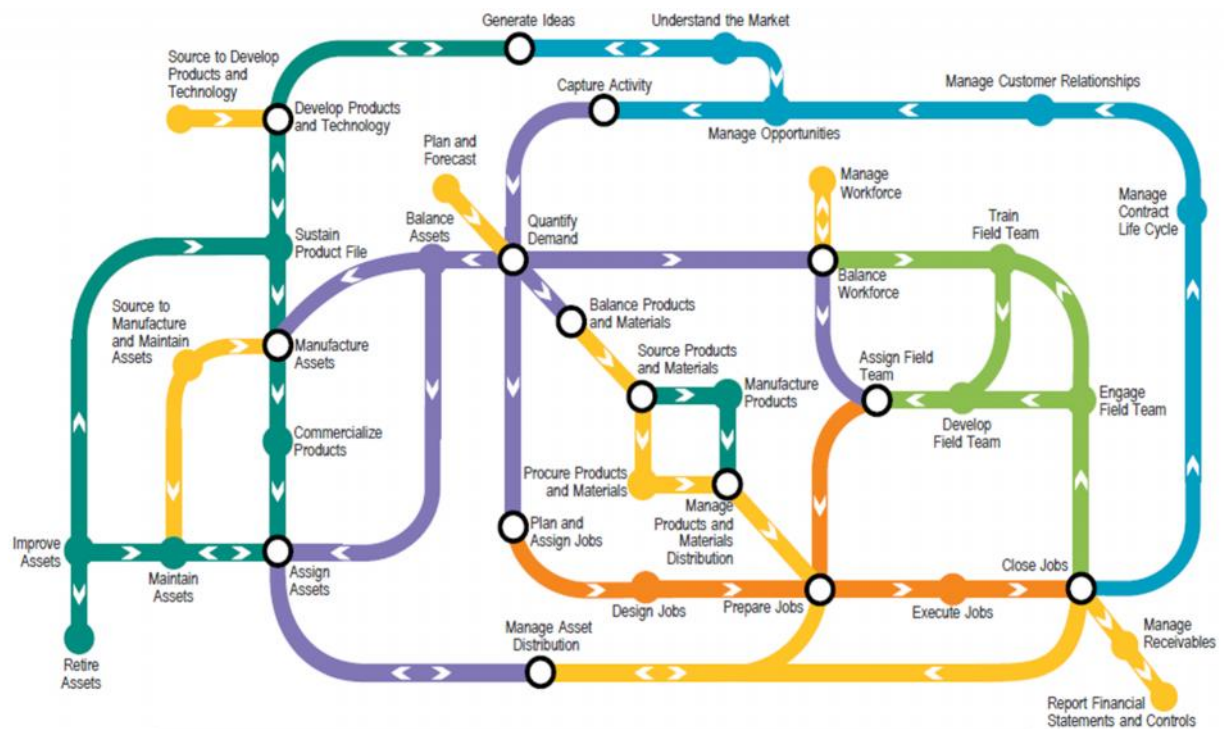 Generate Ideas
Understand the Market
Source to Develop
Products and
Technology
Develop Products
and Technology
Capture Activity
Manage Opportunities
Manage Customer Relationships
Plan and
Forecast
Balance
Assets
Quantify
Demand
Manage
Workforce
Train
Field Team
Manage
Contract
Life Cycle
Sustain
Product File
Balance
Workforce
Source to
Manufacture
and Maintain
Assets
Manufacture
Assets
Balance Products
and Materials
Source Products
and Materials
Manufacture
Products
Assign Field
Team
Develop
Field Team
Engage
Field Team
Commercialize
Products
Procure Products
and Materials
Manage
Products and
Materials
Distribution
Plan and
Assign Jobs
Improve
Assets
Maintain
Assets
Assign
Assets
Design Jobs
Prepare Jobs
Execute Jobs
Close Jobs
Manage Asset
Distribution
Manage
Receivables
Retire
Assets
Report Financial
Statements and Controls